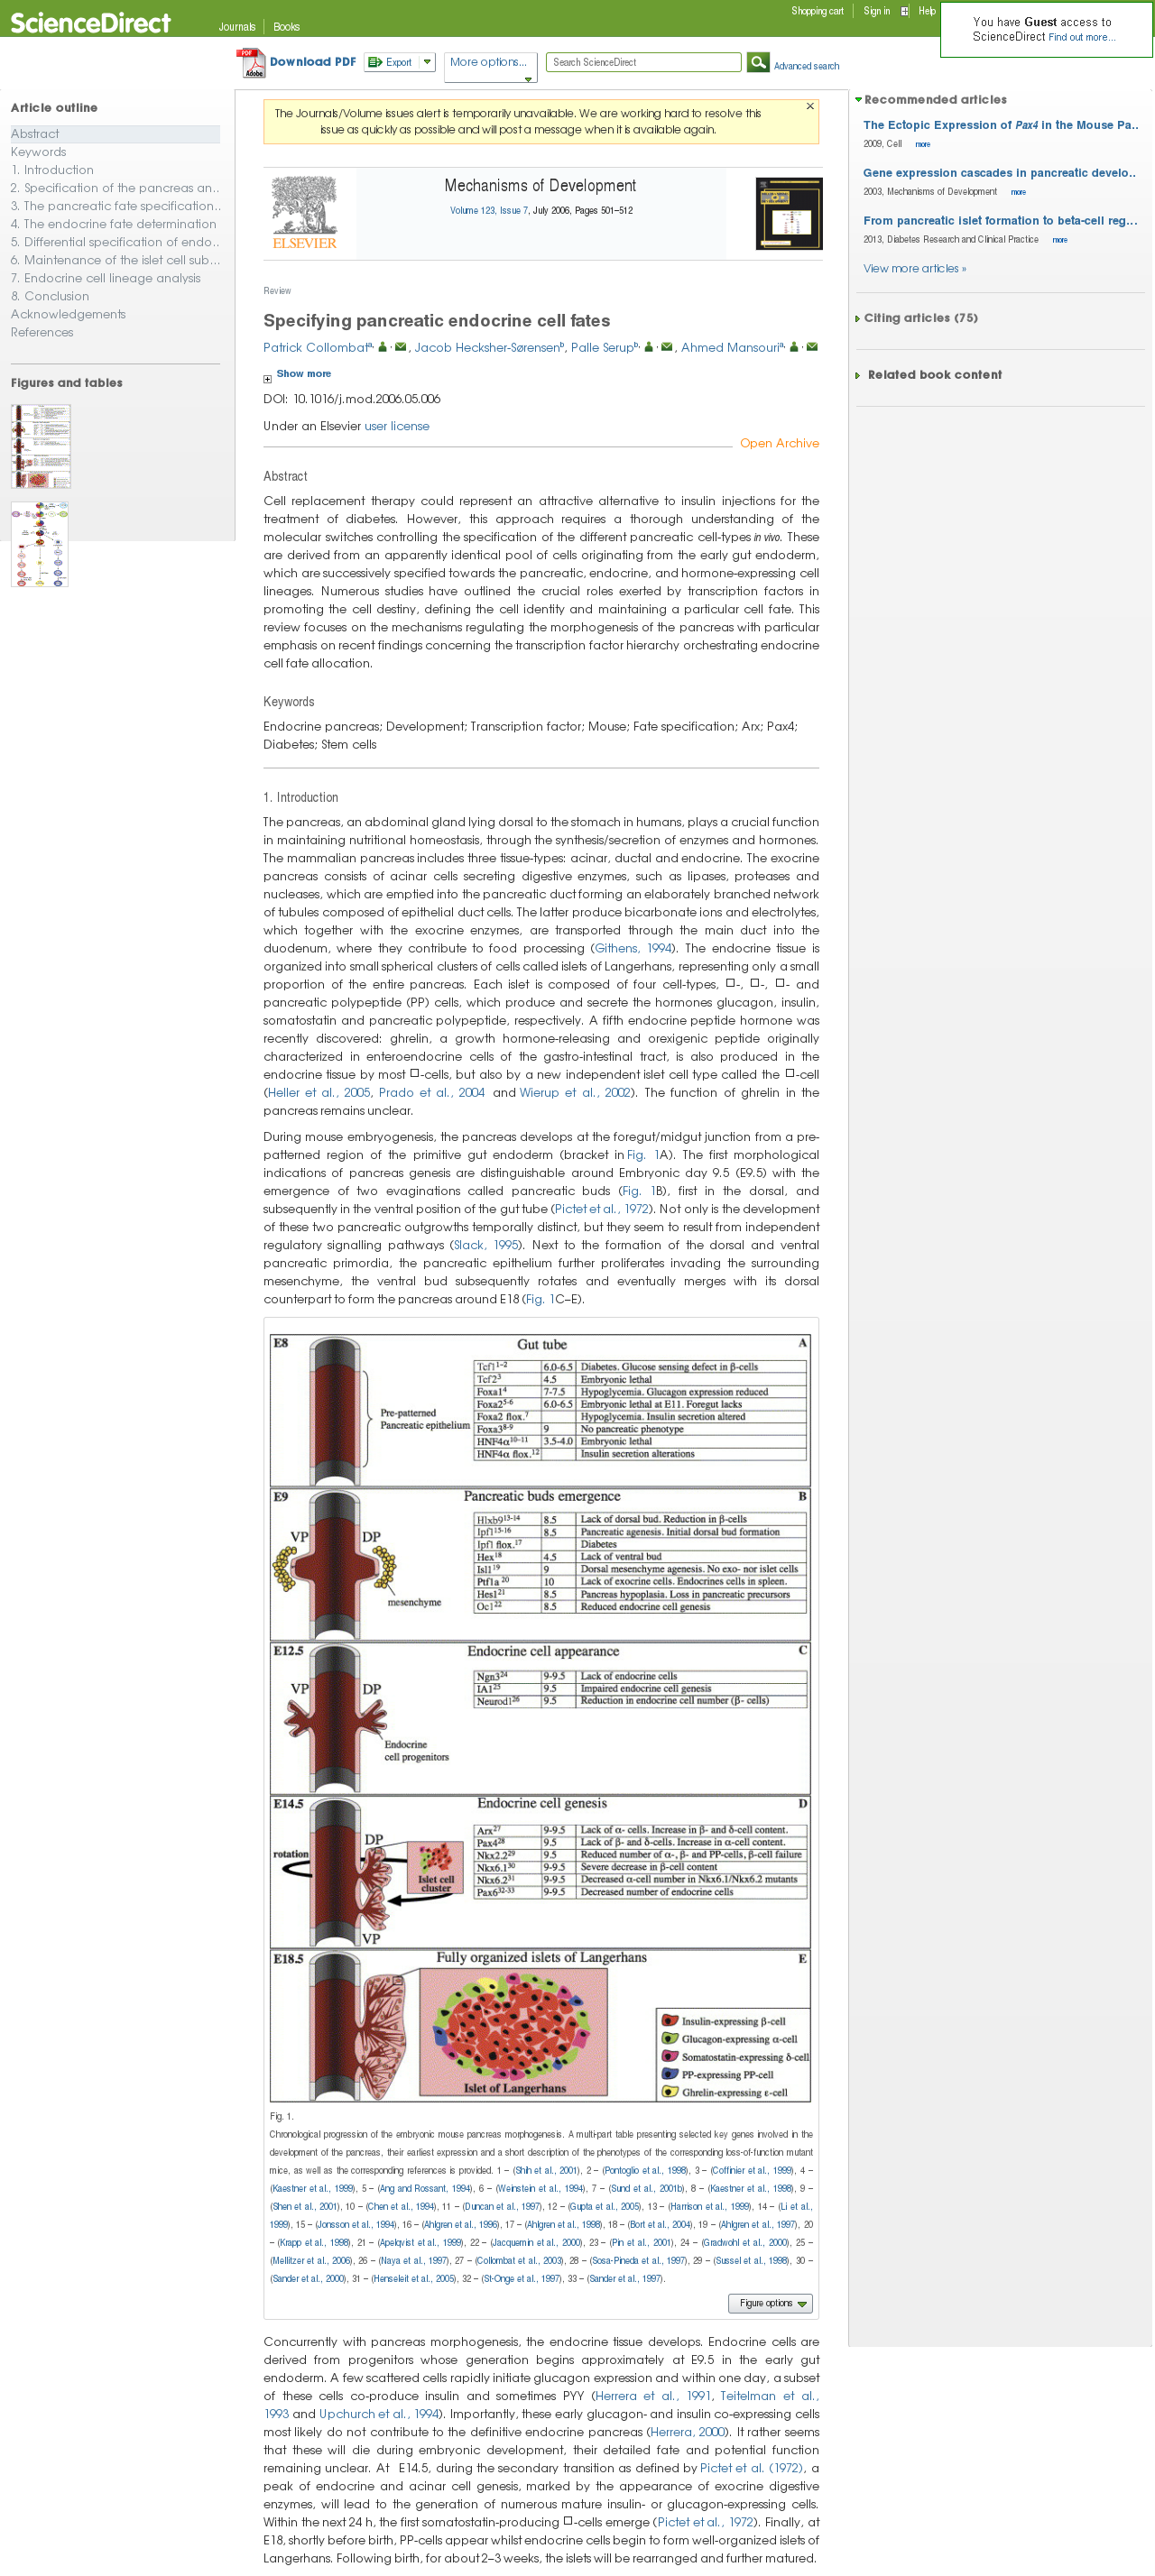 ScienceDirect
Journals
Books
Shopping cart
Sign in
Help
You have Guest access to
ScienceDirect Find out more...
Download PDF
Export
More options...
Search ScienceDirect
Advanced search
Article outline
Abstract
Keywords
1. Introduction
2. Specification of the pancreas an...
3. The pancreatic fate specification...
4. The endocrine fate determination
5. Differential specification of endo...
6. Maintenance of the islet cell sub...
7. Endocrine cell lineage analysis
8. Conclusion
Acknowledgements
References
Figures and tables
The Journals/Volume issues alert is temporarily unavailable. We are working hard to resolve this
issue as quickly as possible and will post a message when it is available again.
ELSEVIER
Mechanisms of Development
Volume 123, Issue 7, July 2006, Pages 501–512
Review
Specifying pancreatic endocrine cell fates
Patrick Collombat a, , Jacob Hecksher-Sørensen b, Palle Serup b, , Ahmed Mansouri a,
Show more
DOI: 10.1016/j.mod.2006.05.006
Under an Elsevier user license
Open Archive
Abstract
Cell replacement therapy could represent an attractive alternative to insulin injections for the
treatment of diabetes. However, this approach requires a thorough understanding of the
molecular switches controlling the specification of the different pancreatic cell-types in vivo. These
are derived from an apparently identical pool of cells originating from the early gut endoderm,
which are successively specified towards the pancreatic, endocrine, and hormone-expressing cell
lineages. Numerous studies have outlined the crucial roles exerted by transcription factors in
promoting the cell destiny, defining the cell identity and maintaining a particular cell fate. This
review focuses on the mechanisms regulating the morphogenesis of the pancreas with particular
emphasis on recent findings concerning the transcription factor hierarchy orchestrating endocrine
cell fate allocation.
Keywords
Endocrine pancreas; Development; Transcription factor; Mouse; Fate specification; Arx; Pax4;
Diabetes; Stem cells
1. Introduction
The pancreas, an abdominal gland lying dorsal to the stomach in humans, plays a crucial function
in maintaining nutritional homeostasis, through the synthesis/secretion of enzymes and hormones.
The mammalian pancreas includes three tissue-types: acinar, ductal and endocrine. The exocrine
pancreas consists of acinar cells secreting digestive enzymes, such as lipases, proteases and
nucleases, which are emptied into the pancreatic duct forming an elaborately branched network
of tubules composed of epithelial duct cells. The latter produce bicarbonate ions and electrolytes,
which together with the exocrine enzymes, are transported through the main duct into the
duodenum, where they contribute to food processing (Githens, 1994). The endocrine tissue is
organized into small spherical clusters of cells called islets of Langerhans, representing only a small
proportion of the entire pancreas. Each islet is composed of four cell-types, □-, □-, □- and
pancreatic polypeptide (PP) cells, which produce and secrete the hormones glucagon, insulin,
somatostatin and pancreatic polypeptide, respectively. A fifth endocrine peptide hormone was
recently discovered: ghrelin, a growth hormone-releasing and orexigenic peptide originally
characterized in enteroendocrine cells of the gastro-intestinal tract, is also produced in the
endocrine tissue by most □-cells, but also by a new independent islet cell type called the □-cell
(Heller et al., 2005, Prado et al., 2004 and Wierup et al., 2002). The function of ghrelin in the
pancreas remains unclear.
During mouse embryogenesis, the pancreas develops at the foregut/midgut junction from a pre-
patterned region of the primitive gut endoderm (bracket in Fig. 1A). The first morphological
indications of pancreas genesis are distinguishable around Embryonic day 9.5 (E9.5) with the
emergence of two evaginations called pancreatic buds (Fig. 1B), first in the dorsal, and
subsequently in the ventral position of the gut tube (Pictet et al., 1972). Not only is the development
of these two pancreatic outgrowths temporally distinct, but they seem to result from independent
regulatory signalling pathways (Slack, 1995). Next to the formation of the dorsal and ventral
pancreatic primordia, the pancreatic epithelium further proliferates invading the surrounding
mesenchyme, the ventral bud subsequently rotates and eventually merges with its dorsal
counterpart to form the pancreas around E18 (Fig. 1C–E).
E8
Gut tube
A
Pre-patterned
Pancreatic epithelium
Tcf1 1-2 6.0-6.5 Diabetes. Glucose sensing defect in β-cells
Tcf2 3 4.5 Embryonic lethal
Foxa1 4 7-7.5 Hypoglycemia. Glucagon expression reduced
Foxa2 5-6 6.0-6.5 Embryonic lethal at E11. Foregut lacks
Foxa2 flox. 7 Hypoglycemia. Insulin secretion altered
Foxa3 8-9 9 No pancreatic phenotype
HNF4α 10-11 3.5-4.0 Embryonic lethal
HNF4α flox. 12 Insulin secretion alterations
E9
Pancreatic buds emergence
B
VP
DP
mesenchyme
Hlxb9 13-14 8.5 Lack of dorsal bud. Reduction in β-cells
Ipf1 15-16 8.5 Pancreatic agenesis. Initial dorsal bud formation
Ipf1 flox. 17 Diabetes
Hex 18 4.5 Lack of ventral bud
Isl1 19 9 Dorsal mesenchyme agenesis. No exo- nor islet cells
Ptf1a 20 10 Lack of exocrine cells. Endocrine cells in spleen.
Hes1 21 8.5 Pancreas hypoplasia. Loss in pancreatic precursors
Oc1 22 8.5 Reduced endocrine cell genesis
E12.5
Endocrine cell appearance
C
VP
DP
Endocrine
cell progenitors
Ngn3 24 9-9.5 Lack of endocrine cells
IA1 25 9.5 Impaired endocrine cell genesis
Neurod1 26 9.5 Reduction in endocrine cell number (β- cells)
E14.5
Endocrine cell genesis
D
rotation
DP
VP
Islet cell
cluster
Arx 27 9-9.5 Lack of α- cells. Increase in β- and δ-cell content.
Pax4 28 9.5 Lack of β- and δ-cells. Increase in α-cell content.
Nkx2.2 29 9.5 Reduced number of α-, β- and PP-cells, β-cell failure
Nkx6.1 30 9-9.5 Severe decrease in β-cell content
Nkx6.2 31 9-9.5 Decreased α-cell number in Nkx6.1/Nkx6.2 mutants
Pax6 32-33 9-9.5 Decreased number of endocrine cells
E18.5
Fully organized islets of Langerhans
E
Islet of Langerhans
Insulin-expressing β-cell
Glucagon-expressing α-cell
Somatostatin-expressing δ-cell
PP-expressing PP-cell
Ghrelin-expressing ε-cell
Fig. 1.
Chronological progression of the embryonic mouse pancreas morphogenesis. A multi-part table presenting selected key genes involved in the
development of the pancreas, their earliest expression and a short description of the phenotypes of the corresponding loss-of-function mutant
mice, as well as the corresponding references is provided. 1 – (Shih et al., 2001), 2 – (Pontoglio et al., 1998), 3 – (Coffinier et al., 1999), 4 –
(Kaestner et al., 1999), 5 – (Ang and Rossant, 1994), 6 – (Weinstein et al., 1994), 7 – (Sund et al., 2001b), 8 – (Kaestner et al., 1998), 9 –
(Shen et al., 2001), 10 – (Chen et al., 1994), 11 – (Duncan et al., 1997), 12 – (Gupta et al., 2005), 13 – (Harrison et al., 1999), 14 – (Li et al.,
1999), 15 – (Jonsson et al., 1994), 16 – (Ahlgren et al., 1996), 17 – (Ahlgren et al., 1998), 18 – (Bort et al., 2004), 19 – (Ahlgren et al., 1997), 20
– (Krapp et al., 1998), 21 – (Apelqvist et al., 1999), 22 – (Jacquemin et al., 2000), 23 – (Pin et al., 2001), 24 – (Gradwohl et al., 2000), 25 –
(Mellitzer et al., 2006), 26 – (Naya et al., 1997), 27 – (Collombat et al., 2003), 28 – (Sosa-Pineda et al., 1997), 29 – (Sussel et al., 1998), 30 –
(Sander et al., 2000), 31 – (Henseleit et al., 2005), 32 – (St-Onge et al., 1997), 33 – (Sander et al., 1997).
Figure options
Concurrently with pancreas morphogenesis, the endocrine tissue develops. Endocrine cells are
derived from progenitors whose generation begins approximately at E9.5 in the early gut
endoderm. A few scattered cells rapidly initiate glucagon expression and within one day, a subset
of these cells co-produce insulin and sometimes PYY (Herrera et al., 1991, Teitelman et al.,
1993 and Upchurch et al., 1994). Importantly, these early glucagon- and insulin co-expressing cells
most likely do not contribute to the definitive endocrine pancreas (Herrera, 2000). It rather seems
that these will die during embryonic development, their detailed fate and potential function
remaining unclear. At E14.5, during the secondary transition as defined by Pictet et al. (1972), a
peak of endocrine and acinar cell genesis, marked by the appearance of exocrine digestive
enzymes, will lead to the generation of numerous mature insulin- or glucagon-expressing cells.
Within the next 24 h, the first somatostatin-producing □-cells emerge (Pictet et al., 1972). Finally, at
E18, shortly before birth, PP-cells appear whilst endocrine cells begin to form well-organized islets of
Langerhans. Following birth, for about 2–3 weeks, the islets will be rearranged and further matured.
Recommended articles
The Ectopic Expression of Pax4 in the Mouse Pa...
2009, Cell more
Gene expression cascades in pancreatic develo...
2003, Mechanisms of Development more
From pancreatic islet formation to beta-cell reg...
2013, Diabetes Research and Clinical Practice more
View more articles »
Citing articles (75)
Related book content